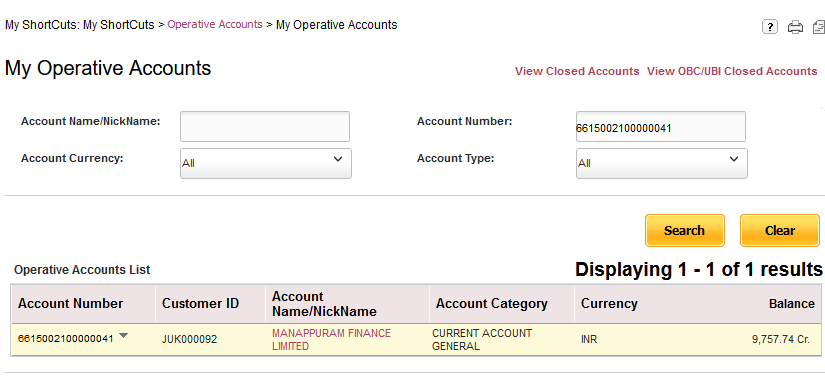 My ShortCuts: My ShortCuts > Operative Accounts > My Operative Accounts
?
My Operative Accounts
View Closed Accounts View OBC/UBI Closed Accounts
Account Name/NickName: Account Number: 6615002100000041
Account Currency: All Account Type: All
Search Clear
Operative Accounts List Displaying 1 - 1 of 1 results
Account Number Customer ID Account Name/NickName Account Category Currency Balance
6615002100000041 JUK000092 MANAPPURAM FINANCE LIMITED CURRENT ACCOUNT GENERAL INR 9,757.74 Cr.